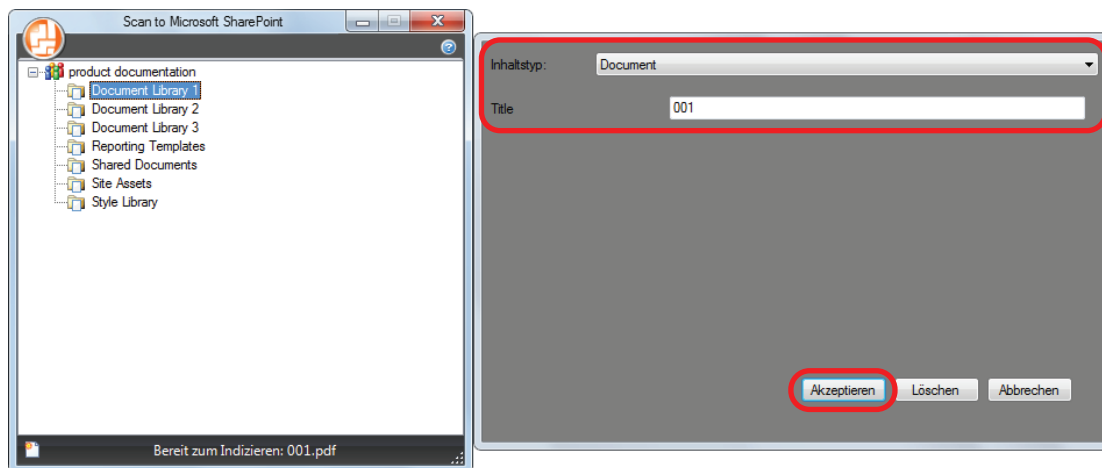 Scan to Microsoft SharePoint
product documentation
Document Library 1
Document Library 2
Document Library 3
Reporting Templates
Shared Documents
Site Assets
Style Library
Bereit zum Indizieren: 001.pdf
Inhaltstyp: Document
Title 001
Akzeptieren Löschen Abbrechen